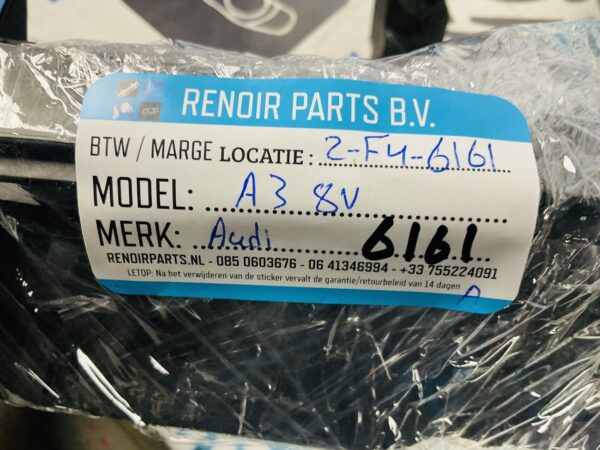 RENOIR PARTS B.V.
BTW / MARGE LOCATIE: 2-F4-6161
MODEL: A3 8V
MERK: Audi 6161
RENOIRPARTS.NL - 085 0603676 - 06 41346994 - +33 755224091
LETOP: Na het verwijderen van de sticker vervalt de garantie/retourbeleid van 14 dagen
A